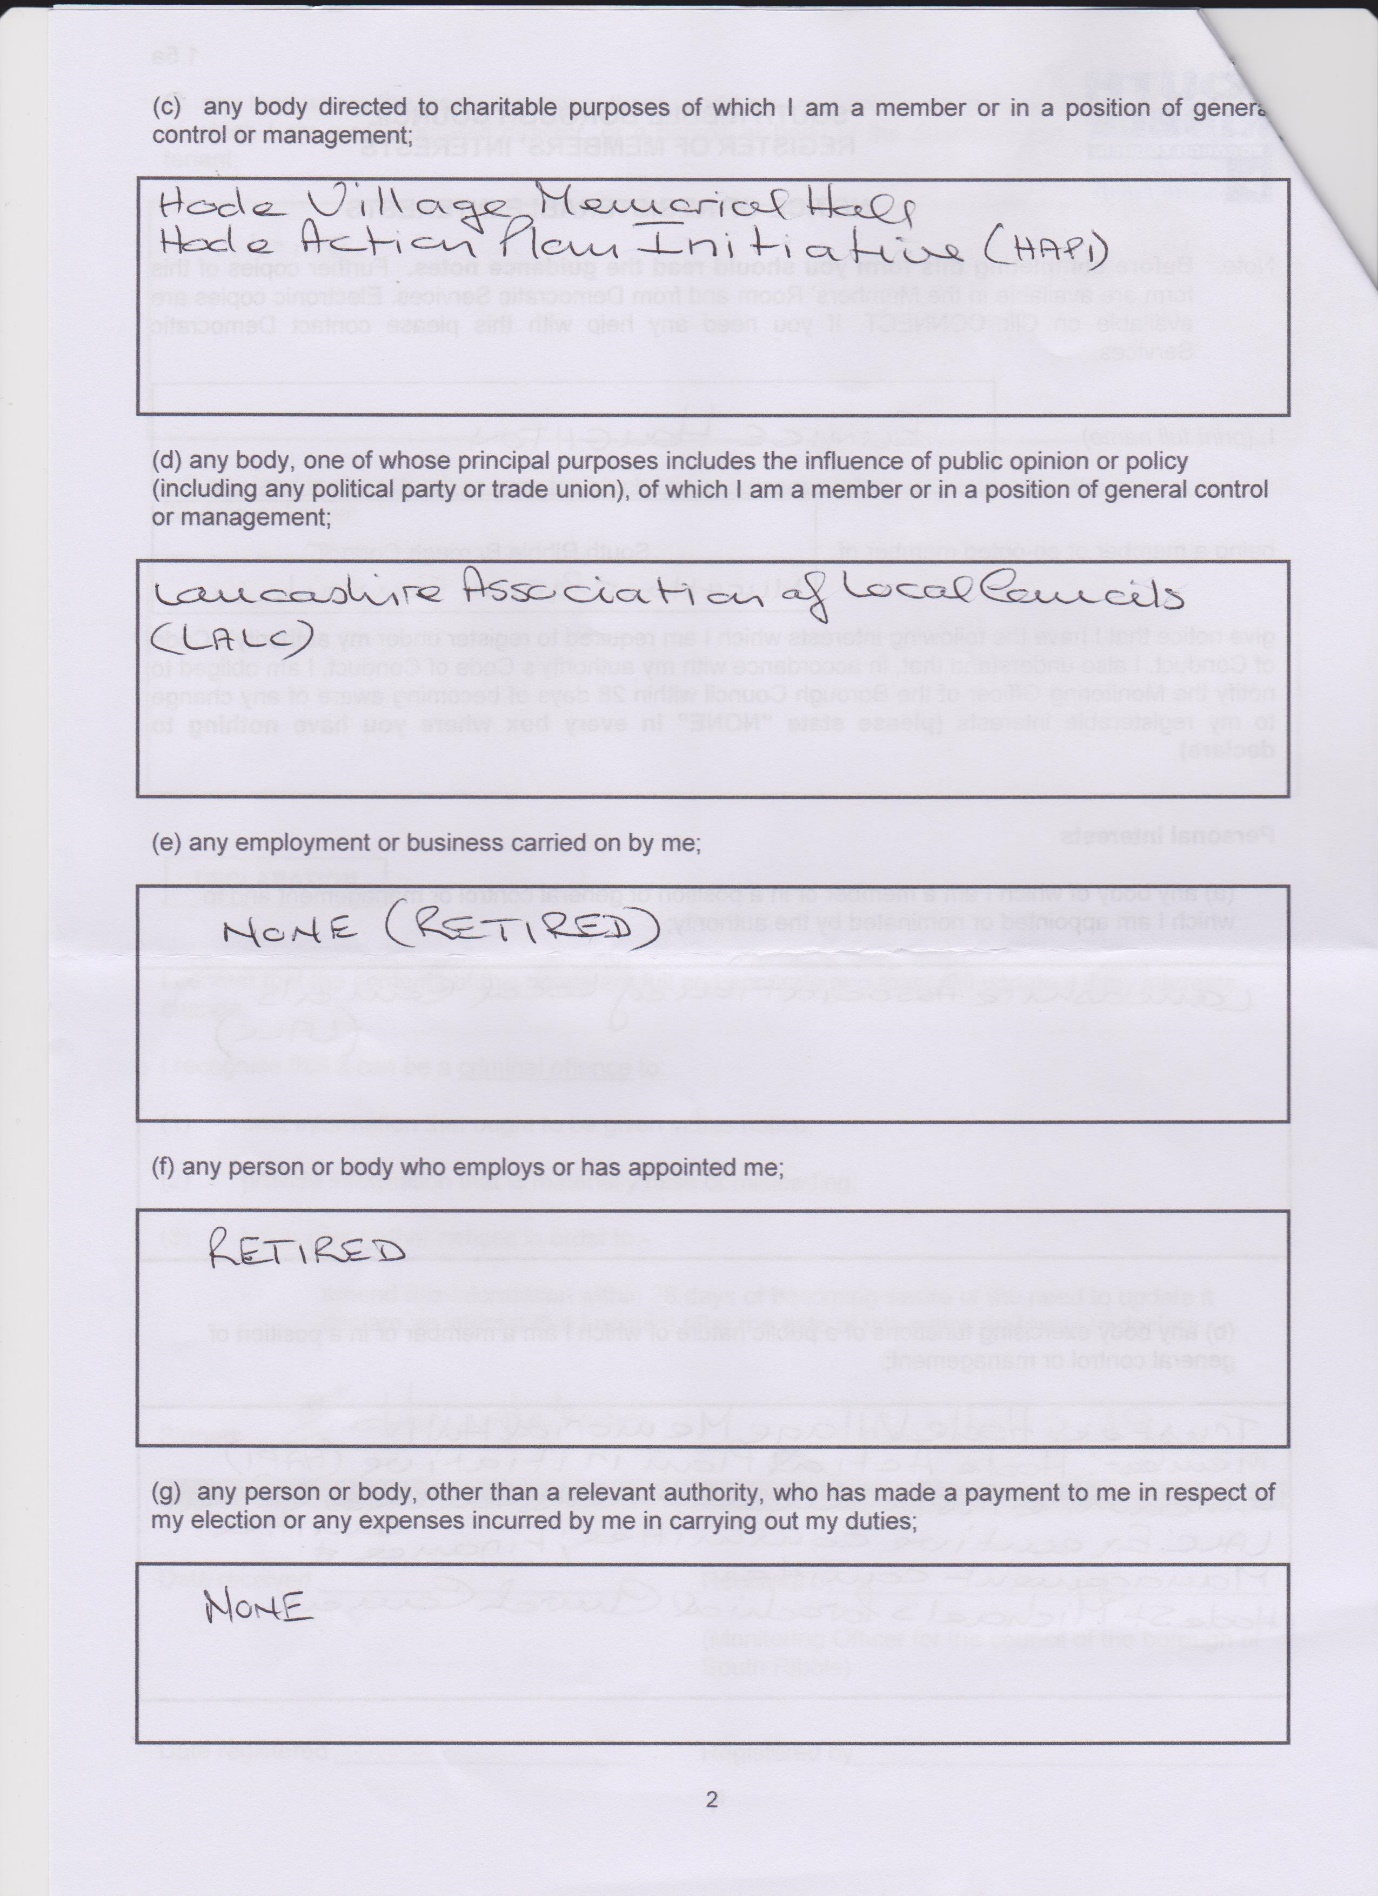 (c) any body directed to charitable purposes of which I am a member or in a position of genera
control or management;
Hoole Village Memorial Hall
Hoole Action Plan Initiative (HAPI)
(d) any body, one of whose principal purposes includes the influence of public opinion or policy
(including any political party or trade union), of which I am a member or in a position of general control
or management;
Lancashire Association of Local Councils
(LALC)
(e) any employment or business carried on by me;
NONE (RETIRED)
(f) any person or body who employs or has appointed me;
RETIRED
(g) any person or body, other than a relevant authority, who has made a payment to me in respect of
my election or any expenses incurred by me in carrying out my duties;
NONE
2